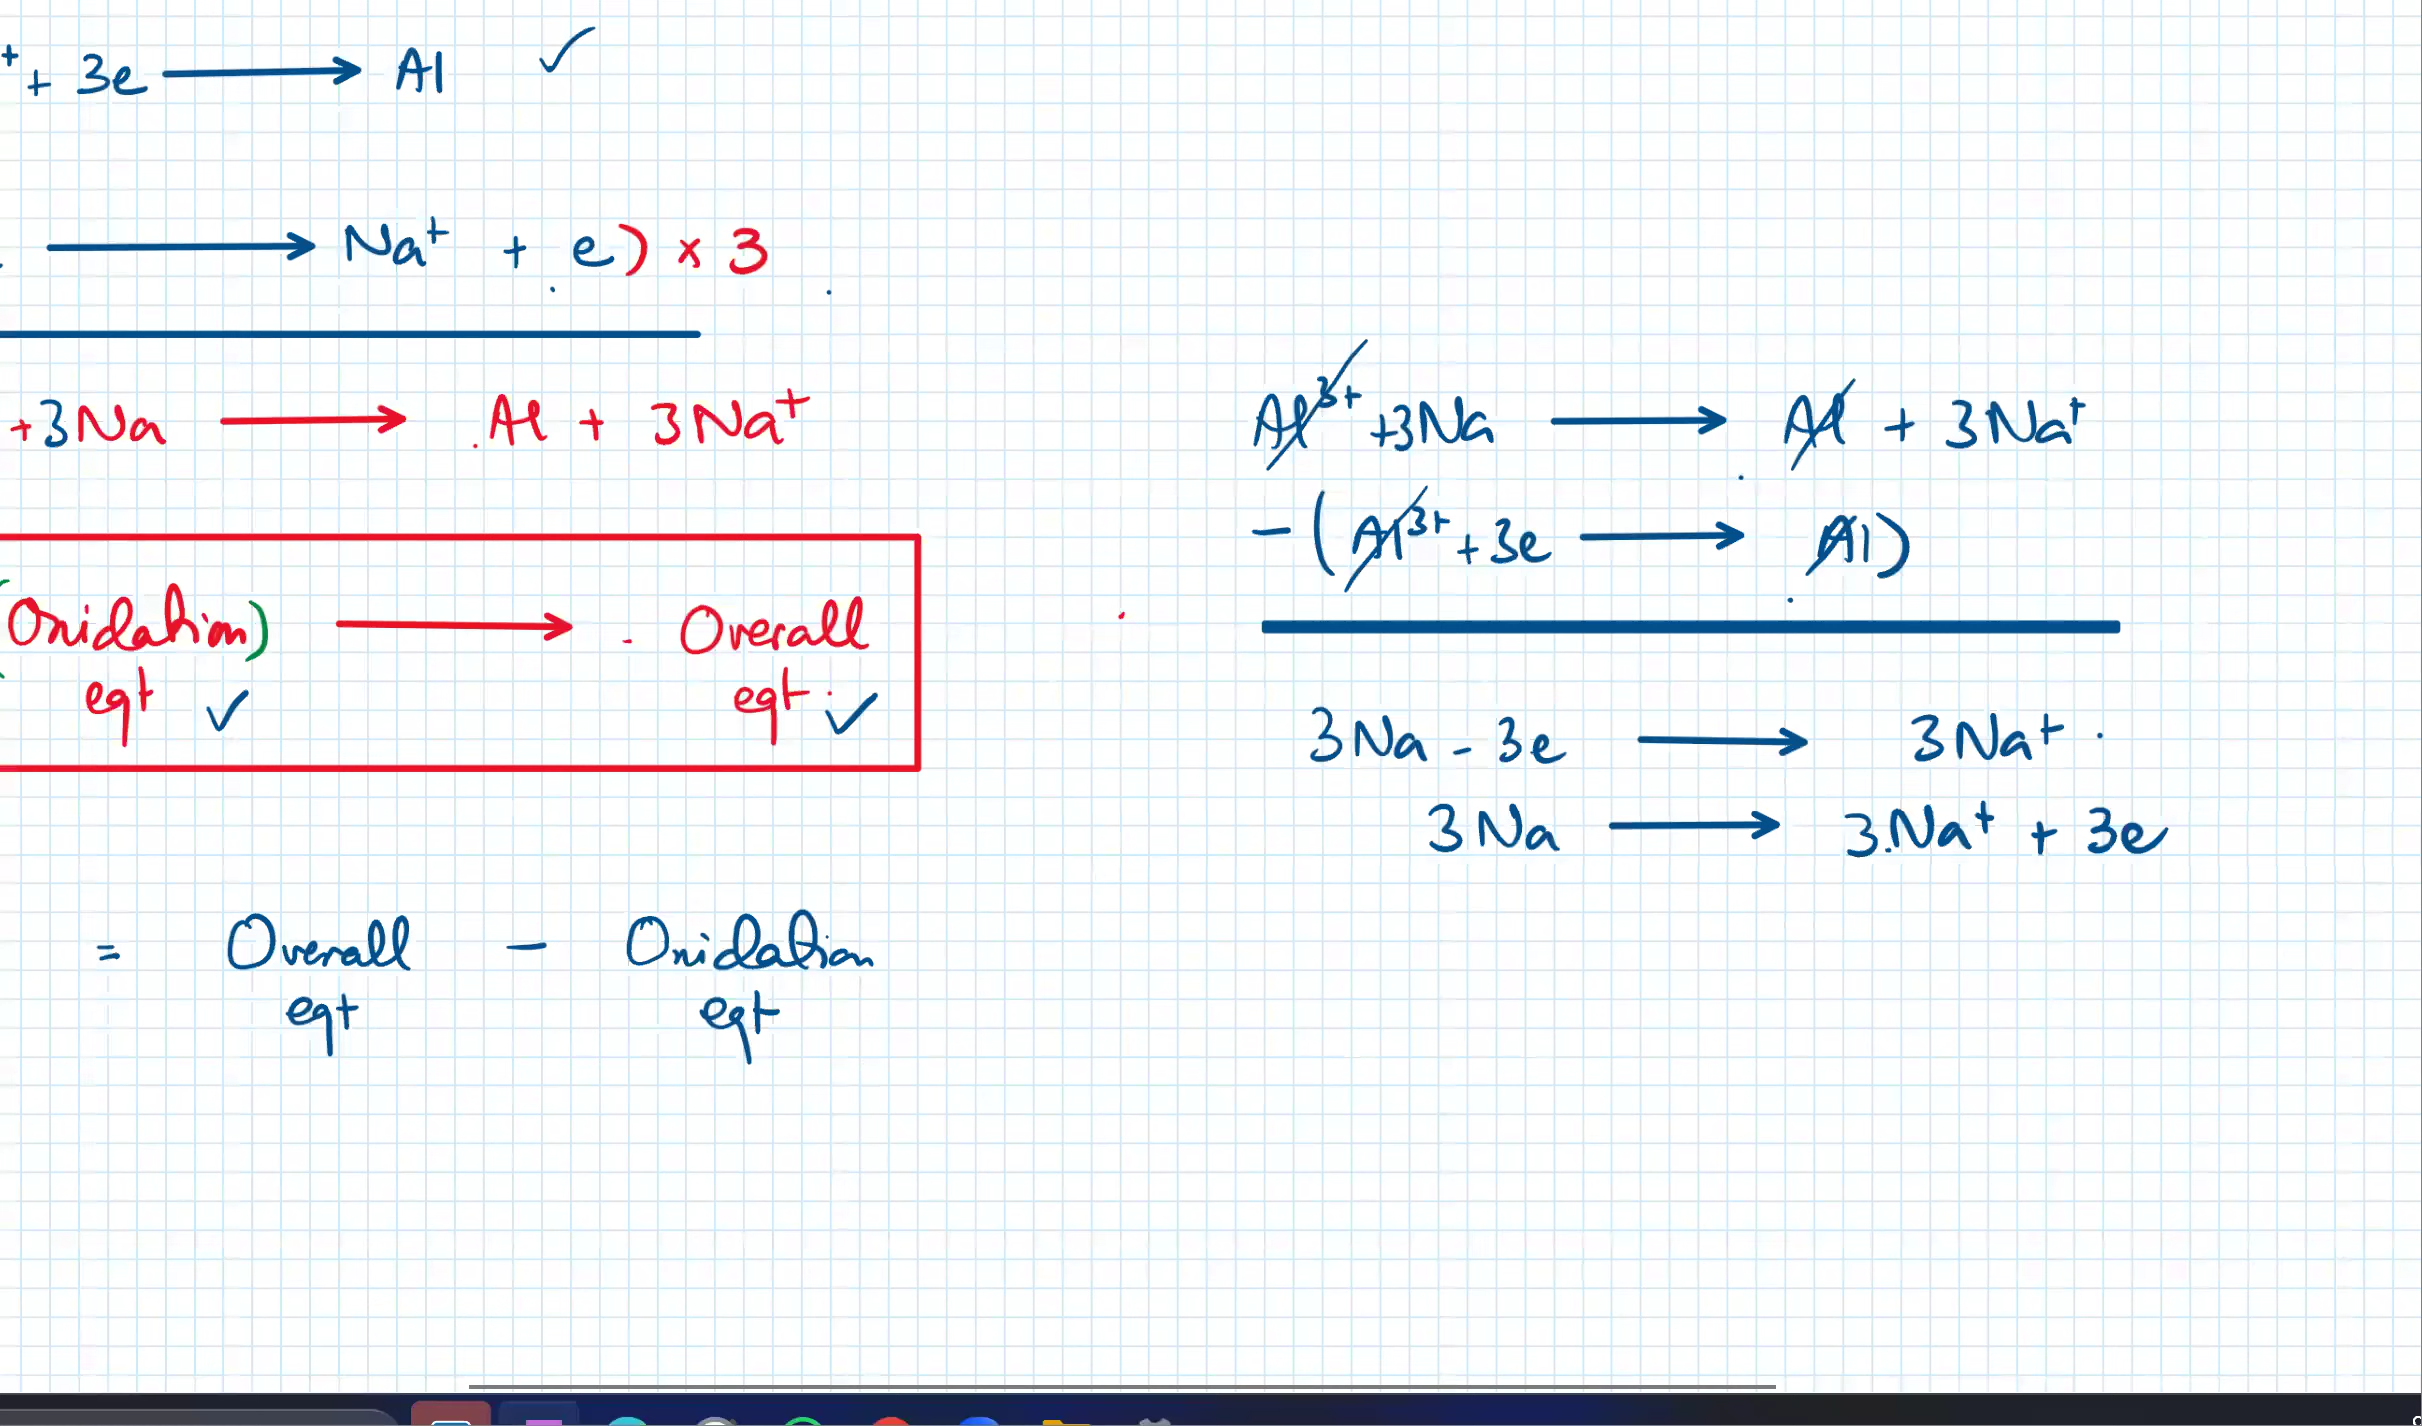 + + 3e ⟶ Al ✓
⟶ Na⁺ + e) × 3
+3Na ⟶ Al + 3Na⁺
(Oxidation) ⟶ Overall
eqt ✓ eqt ✓
= Overall − Oxidation
eqt eqt
Al³⁺ +3Na ⟶ Al + 3Na⁺
− (Al³⁺ +3e ⟶ Al)
3Na − 3e ⟶ 3Na⁺
3Na ⟶ 3Na⁺ + 3e